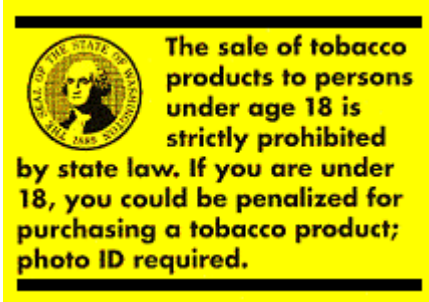 THE SEAL OF THE STATE OF WASHINGTON
1889
The sale of tobacco
products to persons
under age 18 is
strictly prohibited
by state law. If you are under
18, you could be penalized for
purchasing a tobacco product;
photo ID required.